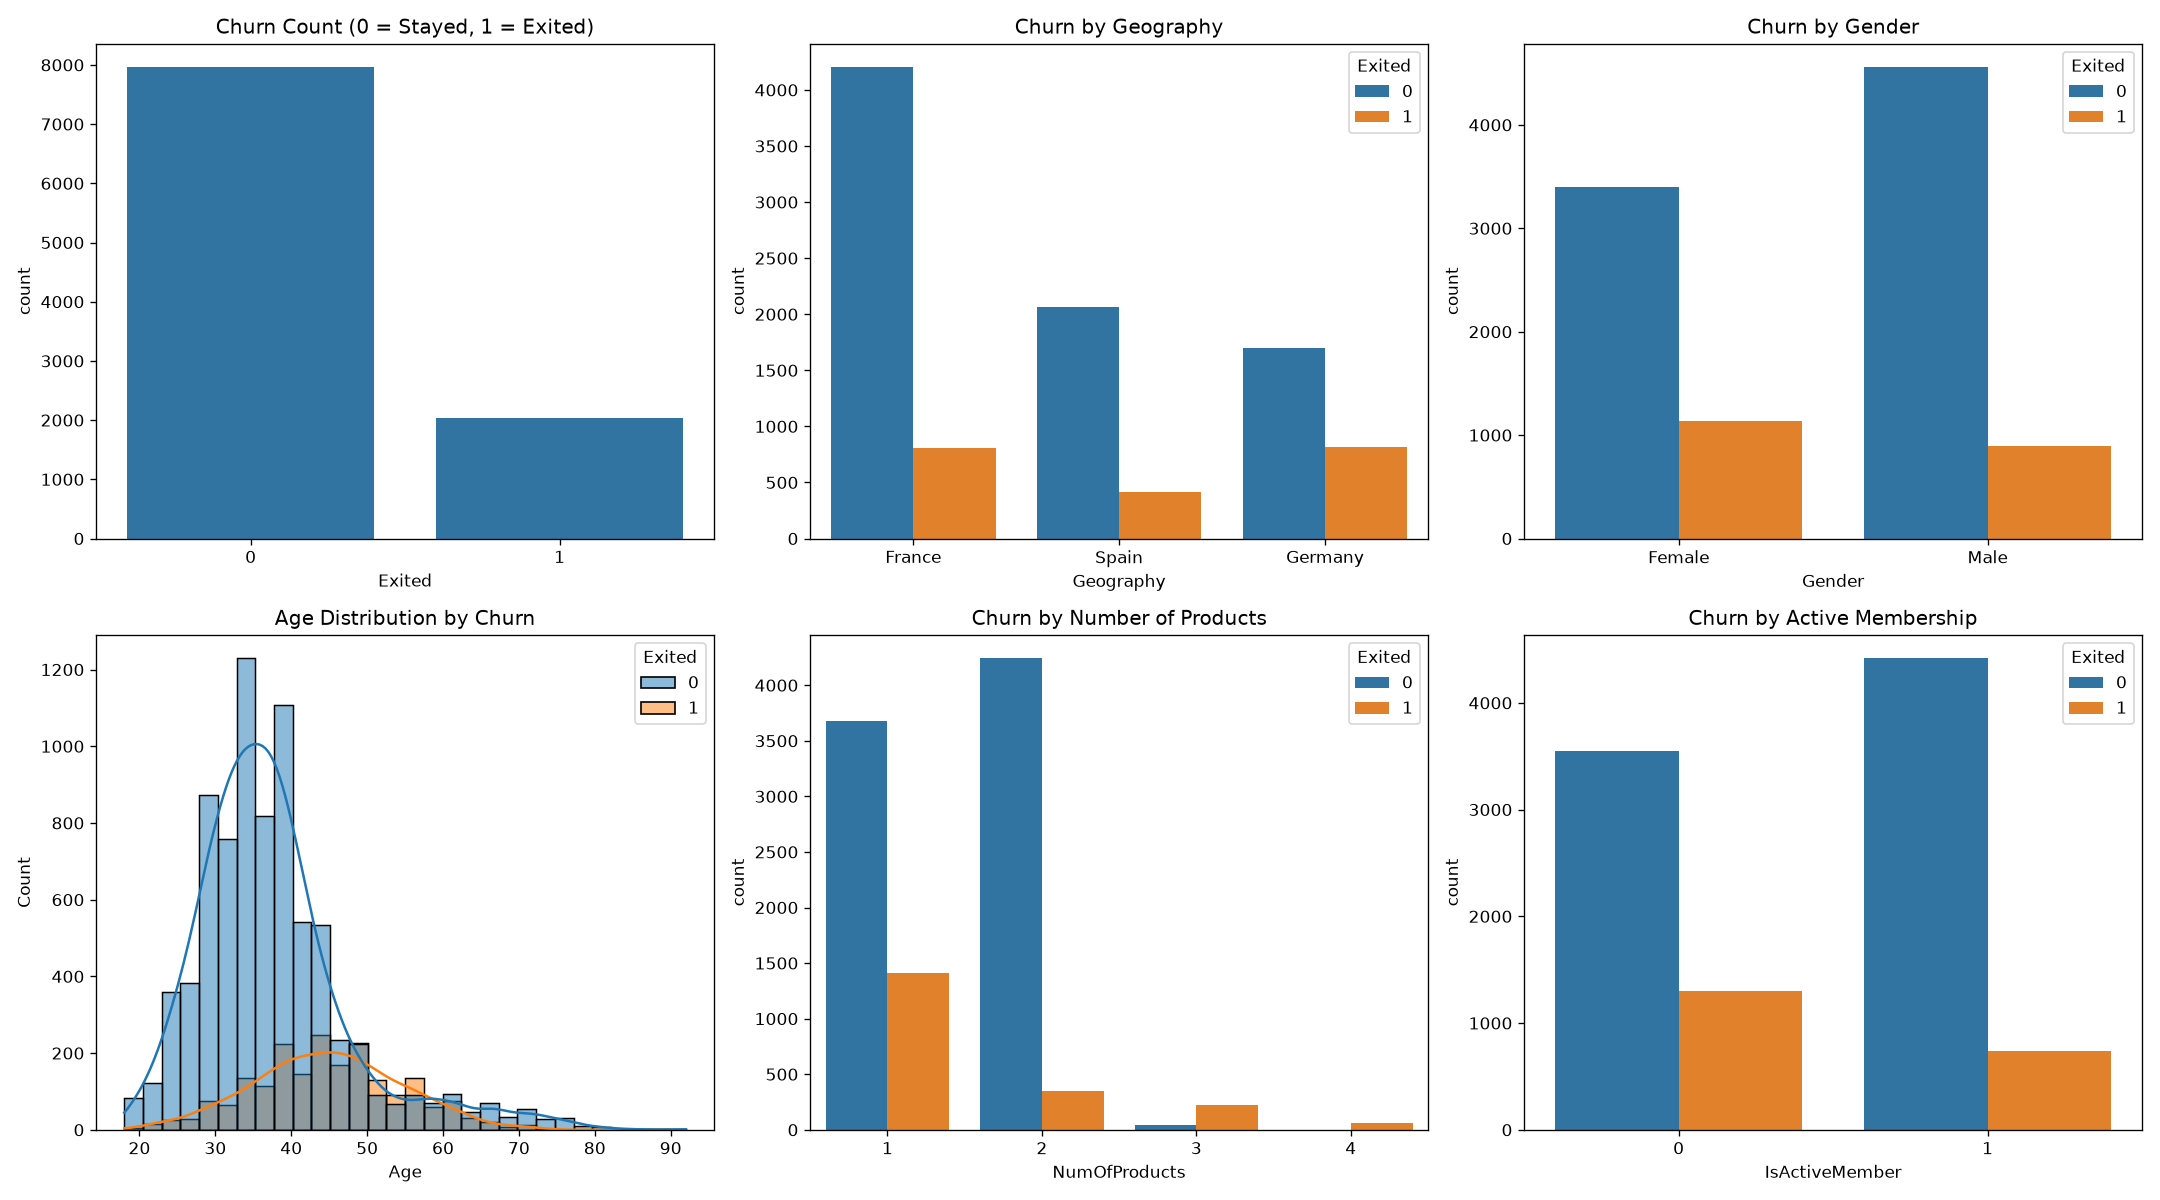 Churn Count (0 = Stayed, 1 = Exited)
8000
7000
6000
5000
4000
3000
2000
1000
0
count
0 1
Exited
Churn by Geography
4000
3500
3000
2500
2000
1500
1000
500
0
count
Exited
0
1
France Spain Germany
Geography
Churn by Gender
4000
3000
2000
1000
0
count
Exited
0
1
Female Male
Gender
Age Distribution by Churn
1200
1000
800
600
400
200
0
Count
Exited
0
1
20 30 40 50 60 70 80 90
Age
Churn by Number of Products
4000
3500
3000
2500
2000
1500
1000
500
0
count
Exited
0
1
1 2 3 4
NumOfProducts
Churn by Active Membership
4000
3000
2000
1000
0
count
Exited
0
1
0 1
IsActiveMember